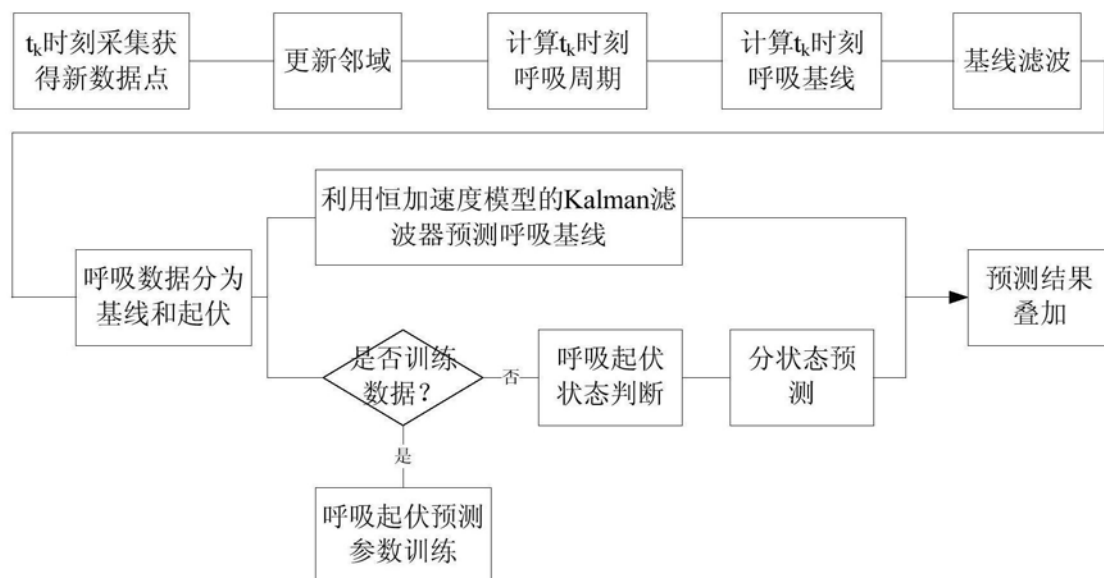 t_k时刻采集获
得新数据点
更新邻域
计算t_k时刻
呼吸周期
计算t_k时刻
呼吸基线
基线滤波
利用恒加速度模型的Kalman滤
波器预测呼吸基线
呼吸数据分为
基线和起伏
预测结果
叠加
是否训练
数据？
否
呼吸起伏
状态判断
分状态预
测
是
呼吸起伏预测
参数训练